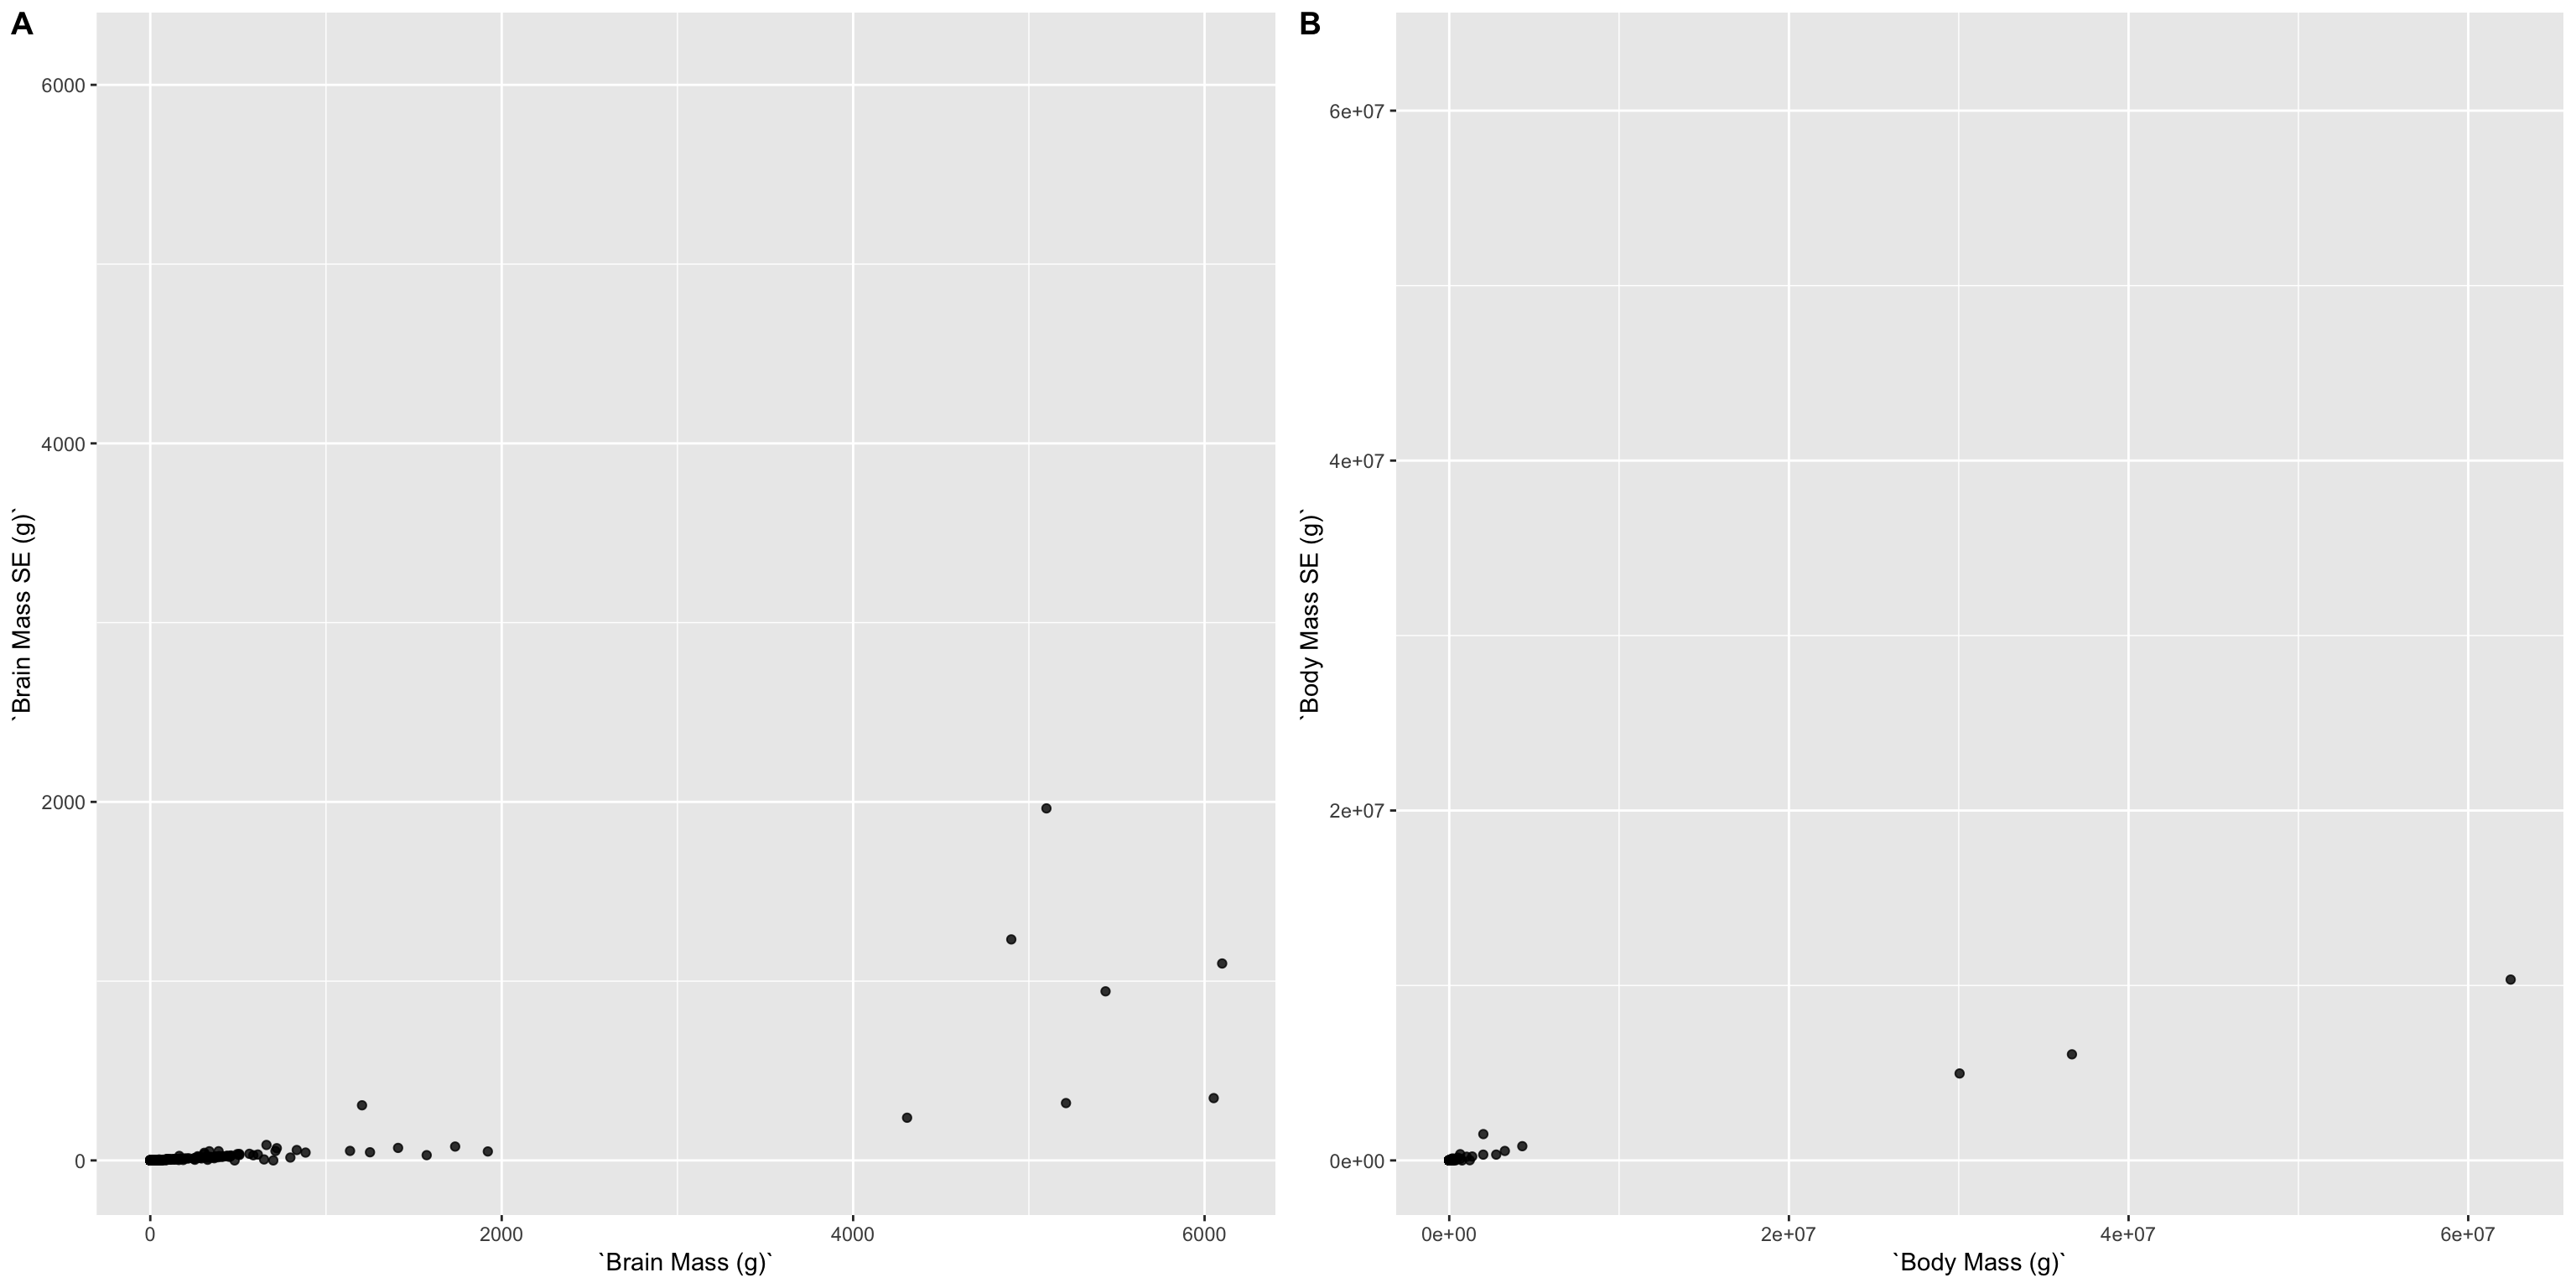 A
6000
4000
2000
0
`Brain Mass SE (g)`
0 2000 4000 6000
`Brain Mass (g)`
B
6e+07
4e+07
2e+07
0e+00
`Body Mass SE (g)`
0e+00 2e+07 4e+07 6e+07
`Body Mass (g)`